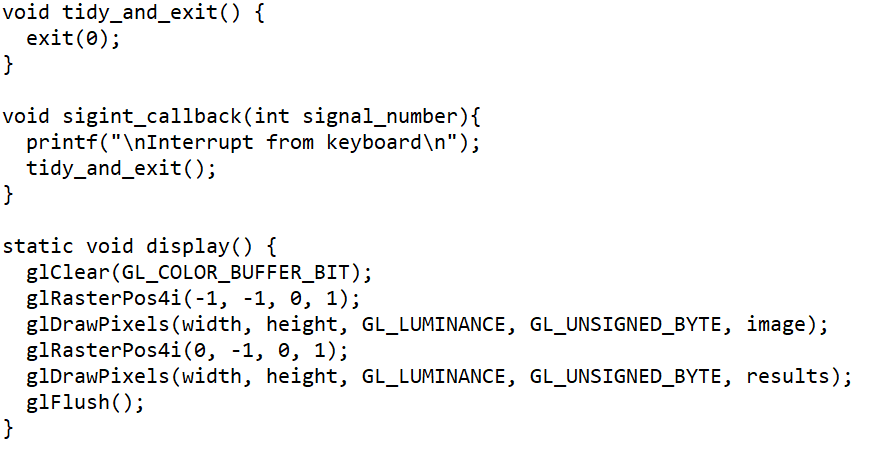 void tidy_and_exit() {
  exit(0);
}

void sigint_callback(int signal_number){
  printf("\nInterrupt from keyboard\n");
  tidy_and_exit();
}

static void display() {
  glClear(GL_COLOR_BUFFER_BIT);
  glRasterPos4i(-1, -1, 0, 1);
  glDrawPixels(width, height, GL_LUMINANCE, GL_UNSIGNED_BYTE, image);
  glRasterPos4i(0, -1, 0, 1);
  glDrawPixels(width, height, GL_LUMINANCE, GL_UNSIGNED_BYTE, results);
  glFlush();
}